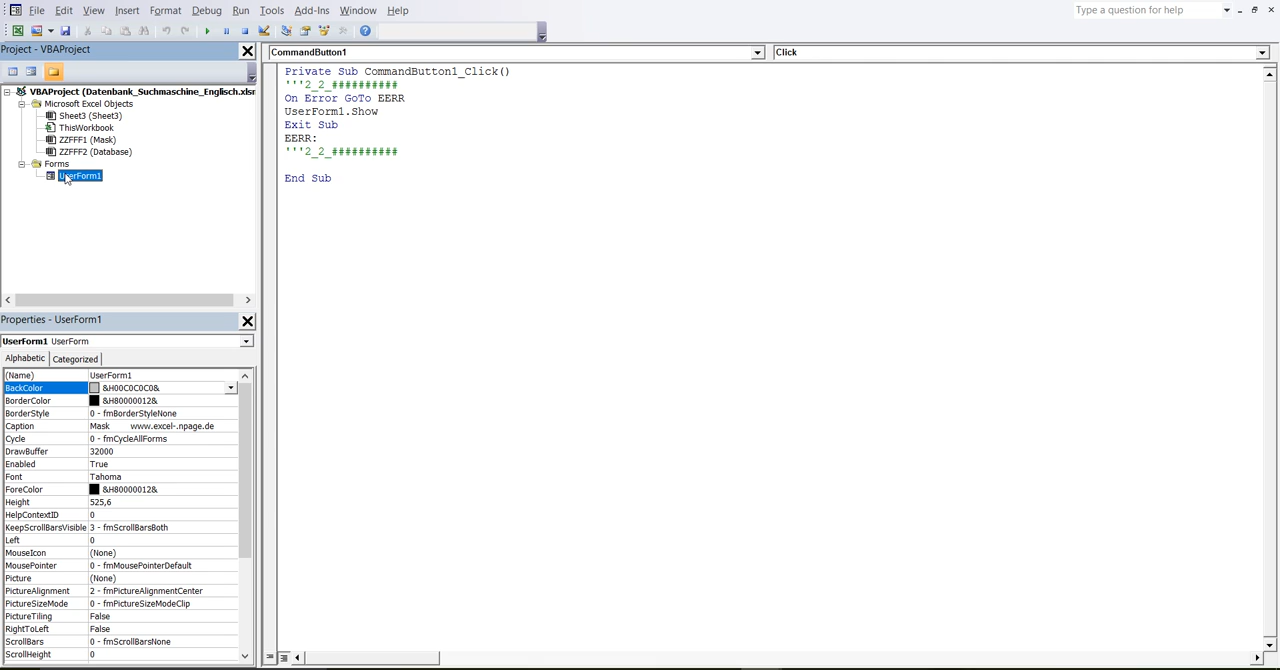 File Edit View Insert Format Debug Run Tools Add-Ins Window Help
Type a question for help
Project - VBAProject
CommandButton1
Click
VBAProject (Datenbank_Suchmaschine_Englisch.xlsm
Microsoft Excel Objects
Sheet3 (Sheet3)
ThisWorkbook
ZZFFF1 (Mask)
ZZFFF2 (Database)
Forms
UserForm1
Private Sub CommandButton1_Click()
'''2_2_##########
On Error GoTo EERR
UserForm1.Show
Exit Sub
EERR:
'''2_2_##########
End Sub
Properties - UserForm1
UserForm1 UserForm
Alphabetic Categorized
(Name) UserForm1
BackColor &H00C0C0C0&
BorderColor &H80000012&
BorderStyle 0 - fmBorderStyleNone
Caption Mask www.excel-.npage.de
Cycle 0 - fmCycleAllForms
DrawBuffer 32000
Enabled True
Font Tahoma
ForeColor &H80000012&
Height 525,6
HelpContextID 0
KeepScrollBarsVisible 3 - fmScrollBarsBoth
Left 0
MouseIcon (None)
MousePointer 0 - fmMousePointerDefault
Picture (None)
PictureAlignment 2 - fmPictureAlignmentCenter
PictureSizeMode 0 - fmPictureSizeModeClip
PictureTiling False
RightToLeft False
ScrollBars 0 - fmScrollBarsNone
ScrollHeight 0